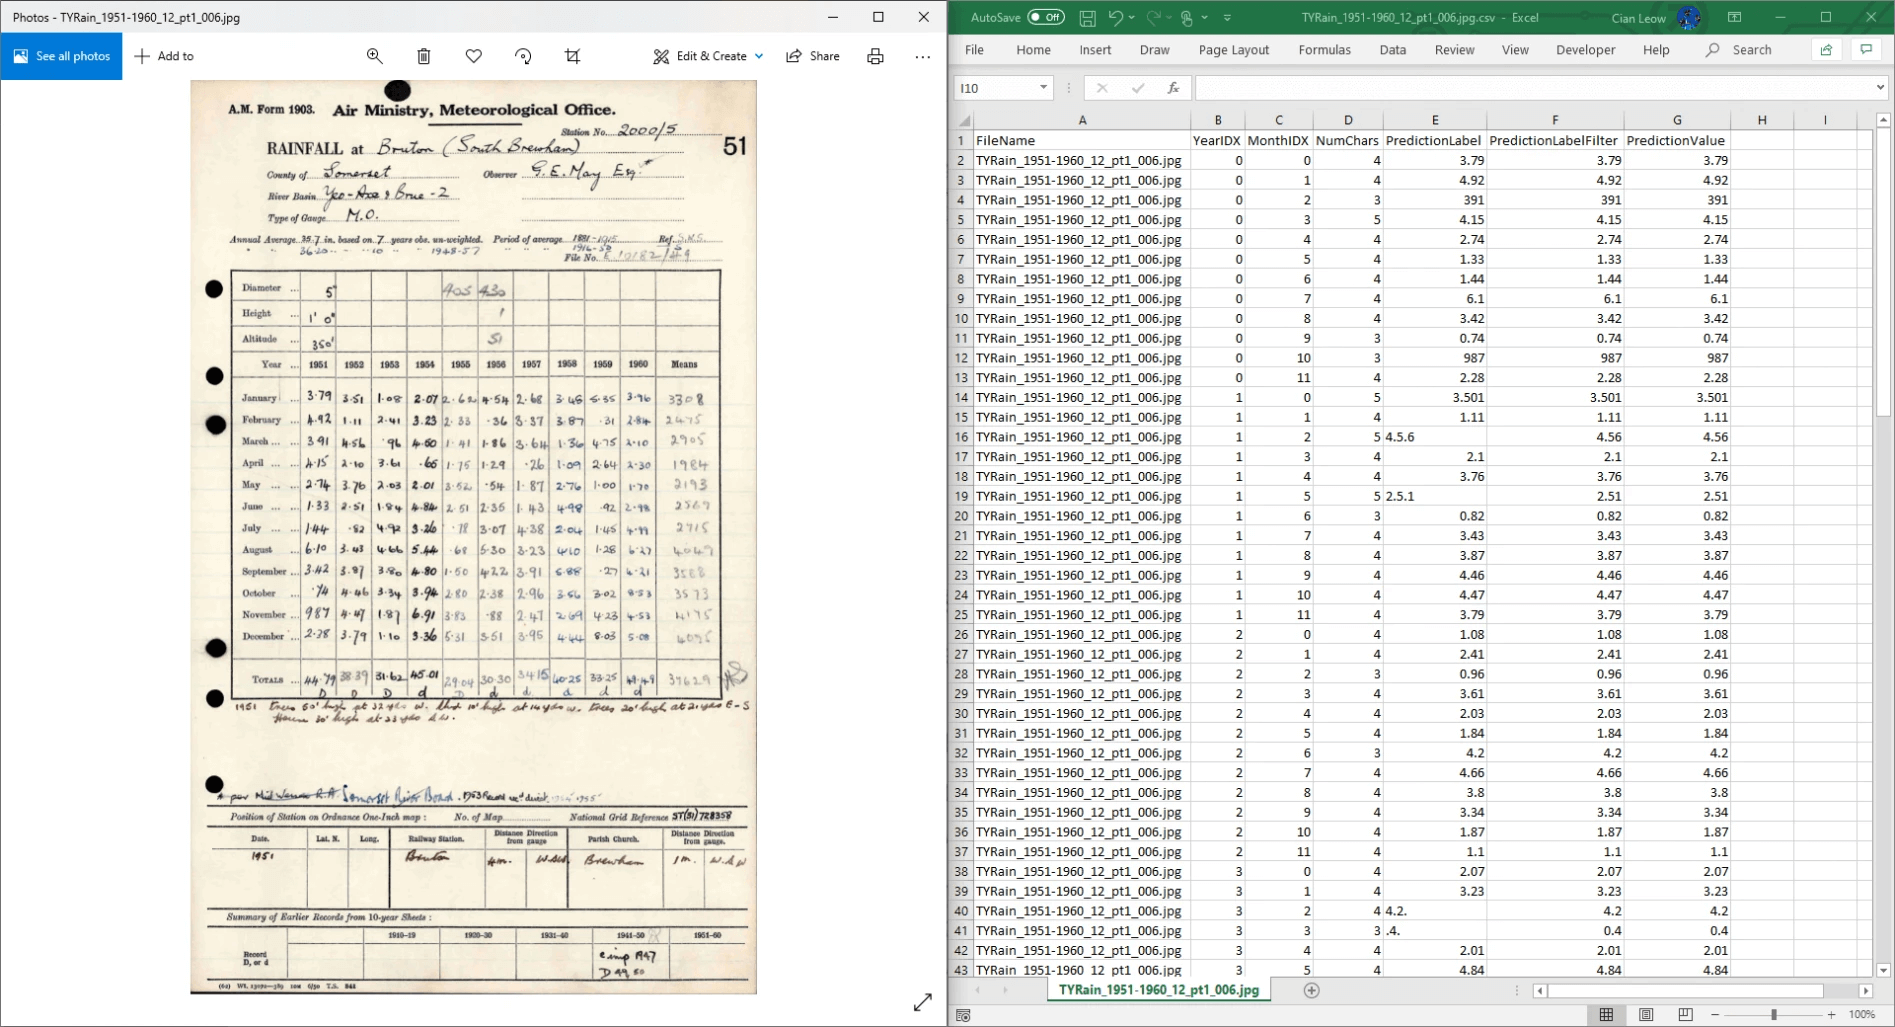 Photos - TYRain_1951-1960_12_pt1_006.jpg
See all photos
Add to
Edit & Create
Share
A.M. Form 1903. Air Ministry, Meteorological Office.
Station No. 2000/5
RAINFALL at Bruton (South Brewham) 51
County of Somerset Observer G.E. May Esq.
River Basin Yeo-Axe & Brue - 2
Type of Gauge M.O.
Annual Average 35.7 in. based on 7 years obs. un-weighted. Period of average 1881-1915 Ref. S.W.S.
36.20 10 1948-57 1916-50
File No.
Diameter ... 5" 405 430
Height ... 1' 0"
Altitude ... 350' 51
Year ... 1951 1952 1953 1954 1955 1956 1957 1958 1959 1960 Means
January ... 3.79 3.51 1.08 2.07 2.62 4.54 2.68 3.48 5.35 3.96 3308
February ... 4.92 1.11 2.41 3.23 2.33 .36 3.37 3.87 .31 2.84 2475
March ... 3.91 4.56 .96 4.60 1.41 1.86 3.64 1.36 4.75 2.10 2905
April ... 4.15 2.10 3.61 .65 1.75 1.29 .26 1.09 2.64 2.30 1984
May ... 2.74 3.76 2.03 2.01 3.52 .54 1.87 2.76 1.00 1.70 2193
June ... 1.33 2.51 1.84 4.84 2.51 2.35 1.43 4.98 .92 2.98 2569
July ... 1.44 .82 4.92 3.26 .78 3.07 4.38 2.04 1.45 4.99 2715
August ... 6.10 3.43 4.66 5.44 .68 5.30 3.23 4.10 1.28 6.27 4049
September ... 3.42 3.87 3.80 4.80 1.50 4.22 3.91 5.88 .27 4.21 3588
October ... .74 4.46 3.34 3.94 2.80 2.38 2.96 3.56 3.02 8.53 3573
November ... 987 4.47 1.87 6.91 3.83 .88 2.47 2.69 4.23 4.53 4175
December ... 2.28 3.79 1.10 3.36 5.31 3.51 3.95 4.44 8.03 5.08
Totals ... 44.79 38.39 31.62 45.01 29.04 30.30 34.15 40.25 33.25 49.49 37629
D D D d D d d. d d d
1951 Trees 50' high at 32 yds W. Shed 10' high at 14 yds W. Trees 20' high at 21 yds E-S
House 30' high at 33 yds S.W.
Somerset River Board. 1953
Position of Station on Ordnance One-Inch map : No. of Map National Grid Reference ST(31) 728358
Date. Lat. N. Long. Railway Station. Distance Direction from gauge. Parish Church. Distance Direction from gauge.
1951 Bruton 4m. W.S.W. Brewham 1m. W.S.W
Summary of Earlier Records from 10-year Sheets :
1910-19 1920-30 1931-40 1941-50 1951-60
Record D, or d
c imp 1947
D 49, 50
AutoSave Off TYRain_1951-1960_12_pt1_006.jpg.csv - Excel Cian Leow
File Home Insert Draw Page Layout Formulas Data Review View Developer Help Search
I10 fx
A B C D E F G H I
1 FileName YearIDX MonthIDX NumChars PredictionLabel PredictionLabelFilter PredictionValue
2 TYRain_1951-1960_12_pt1_006.jpg 0 0 4 3.79 3.79 3.79
3 TYRain_1951-1960_12_pt1_006.jpg 0 1 4 4.92 4.92 4.92
4 TYRain_1951-1960_12_pt1_006.jpg 0 2 3 391 391 391
5 TYRain_1951-1960_12_pt1_006.jpg 0 3 5 4.15 4.15 4.15
6 TYRain_1951-1960_12_pt1_006.jpg 0 4 4 2.74 2.74 2.74
7 TYRain_1951-1960_12_pt1_006.jpg 0 5 4 1.33 1.33 1.33
8 TYRain_1951-1960_12_pt1_006.jpg 0 6 4 1.44 1.44 1.44
9 TYRain_1951-1960_12_pt1_006.jpg 0 7 4 6.1 6.1 6.1
10 TYRain_1951-1960_12_pt1_006.jpg 0 8 4 3.42 3.42 3.42
11 TYRain_1951-1960_12_pt1_006.jpg 0 9 3 0.74 0.74 0.74
12 TYRain_1951-1960_12_pt1_006.jpg 0 10 3 987 987 987
13 TYRain_1951-1960_12_pt1_006.jpg 0 11 4 2.28 2.28 2.28
14 TYRain_1951-1960_12_pt1_006.jpg 1 0 5 3.501 3.501 3.501
15 TYRain_1951-1960_12_pt1_006.jpg 1 1 4 1.11 1.11 1.11
16 TYRain_1951-1960_12_pt1_006.jpg 1 2 5 4.5.6 4.56 4.56
17 TYRain_1951-1960_12_pt1_006.jpg 1 3 4 2.1 2.1 2.1
18 TYRain_1951-1960_12_pt1_006.jpg 1 4 4 3.76 3.76 3.76
19 TYRain_1951-1960_12_pt1_006.jpg 1 5 5 2.5.1 2.51 2.51
20 TYRain_1951-1960_12_pt1_006.jpg 1 6 3 0.82 0.82 0.82
21 TYRain_1951-1960_12_pt1_006.jpg 1 7 4 3.43 3.43 3.43
22 TYRain_1951-1960_12_pt1_006.jpg 1 8 4 3.87 3.87 3.87
23 TYRain_1951-1960_12_pt1_006.jpg 1 9 4 4.46 4.46 4.46
24 TYRain_1951-1960_12_pt1_006.jpg 1 10 4 4.47 4.47 4.47
25 TYRain_1951-1960_12_pt1_006.jpg 1 11 4 3.79 3.79 3.79
26 TYRain_1951-1960_12_pt1_006.jpg 2 0 4 1.08 1.08 1.08
27 TYRain_1951-1960_12_pt1_006.jpg 2 1 4 2.41 2.41 2.41
28 TYRain_1951-1960_12_pt1_006.jpg 2 2 3 0.96 0.96 0.96
29 TYRain_1951-1960_12_pt1_006.jpg 2 3 4 3.61 3.61 3.61
30 TYRain_1951-1960_12_pt1_006.jpg 2 4 4 2.03 2.03 2.03
31 TYRain_1951-1960_12_pt1_006.jpg 2 5 4 1.84 1.84 1.84
32 TYRain_1951-1960_12_pt1_006.jpg 2 6 3 4.2 4.2 4.2
33 TYRain_1951-1960_12_pt1_006.jpg 2 7 4 4.66 4.66 4.66
34 TYRain_1951-1960_12_pt1_006.jpg 2 8 4 3.8 3.8 3.8
35 TYRain_1951-1960_12_pt1_006.jpg 2 9 4 3.34 3.34 3.34
36 TYRain_1951-1960_12_pt1_006.jpg 2 10 4 1.87 1.87 1.87
37 TYRain_1951-1960_12_pt1_006.jpg 2 11 4 1.1 1.1 1.1
38 TYRain_1951-1960_12_pt1_006.jpg 3 0 4 2.07 2.07 2.07
39 TYRain_1951-1960_12_pt1_006.jpg 3 1 4 3.23 3.23 3.23
40 TYRain_1951-1960_12_pt1_006.jpg 3 2 4 4.2. 4.2 4.2
41 TYRain_1951-1960_12_pt1_006.jpg 3 3 3 .4. 0.4 0.4
42 TYRain_1951-1960_12_pt1_006.jpg 3 4 4 2.01 2.01 2.01
43 TYRain_1951-1960_12_pt1_006.jpg 3 5 4 4.84 4.84 4.84
TYRain_1951-1960_12_pt1_006.jpg
100%